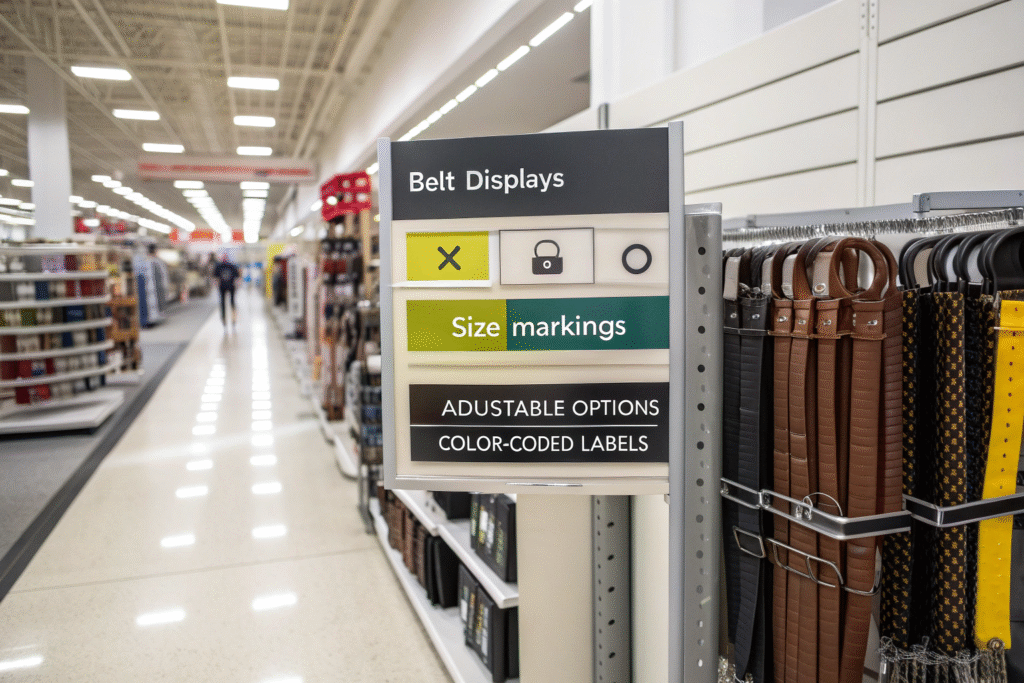 Belt Displays
Size markings
ADUSTABLE OPTIONS
COLOR-CODED LABELS